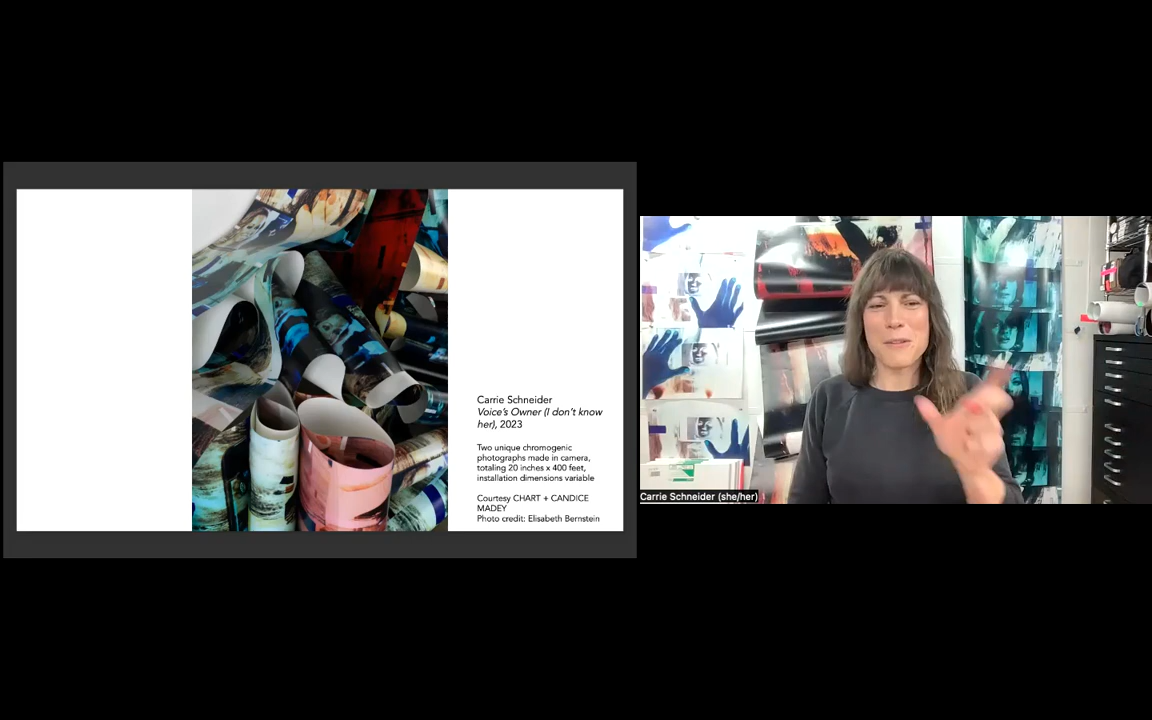 Carrie Schneider
Voice's Owner (I don't know
her), 2023
Two unique chromogenic
photographs made in camera,
totaling 20 inches x 400 feet,
installation dimensions variable
Courtesy CHART + CANDICE
MADEY
Photo credit: Elisabeth Bernstein
Carrie Schneider (she/her)